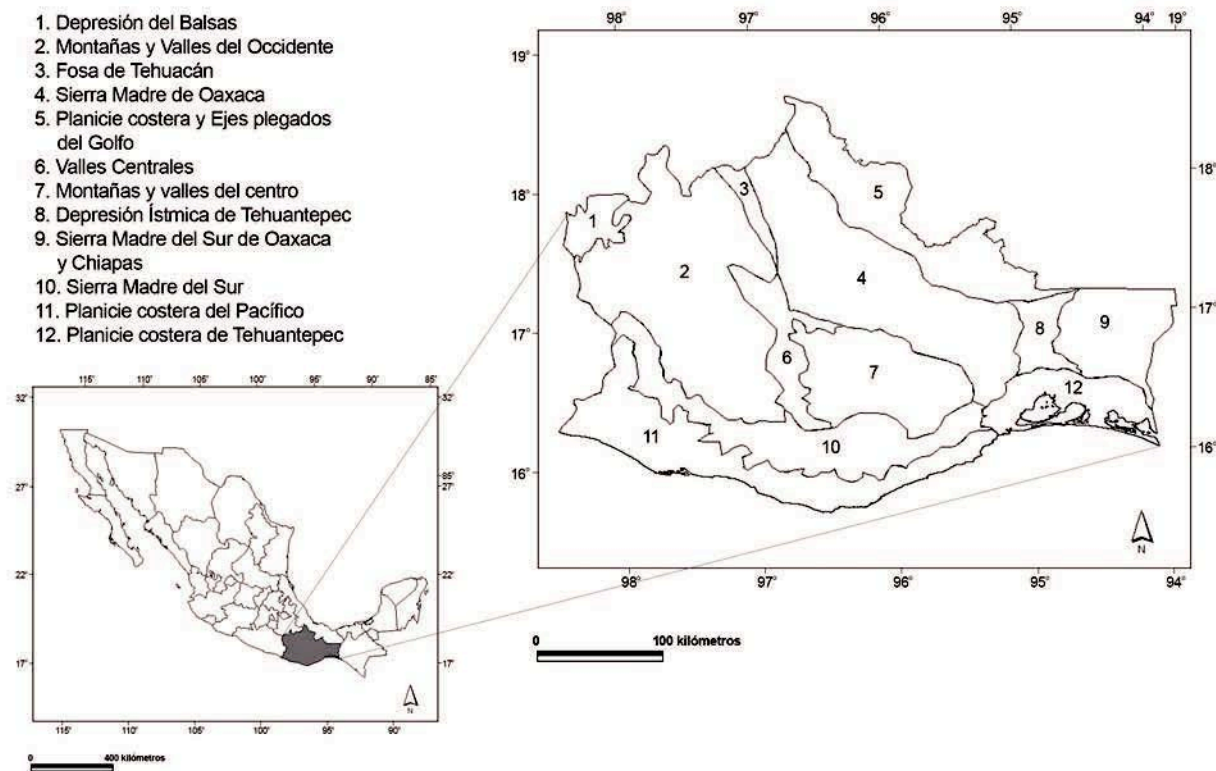 1. Depresión del Balsas
2. Montañas y Valles del Occidente
3. Fosa de Tehuacán
4. Sierra Madre de Oaxaca
5. Planicie costera y Ejes plegados
del Golfo
6. Valles Centrales
7. Montañas y valles del centro
8. Depresión Ístmica de Tehuantepec
9. Sierra Madre del Sur de Oaxaca
y Chiapas
10. Sierra Madre del Sur
11. Planicie costera del Pacífico
12. Planicie costera de Tehuantepec
98° 97° 96° 95° 94° 19°
19°
18° 18°
17° 17°
16° 16°
1
2
3
4
5
6
7
8
9
10
11
12
N
98° 97° 96° 95° 94°
0 100 kilómetros
115° 110° 105° 100° 95° 90° 85°
32° 32°
85°
27° 27°
22° 22°
17° 17°
N
115° 110° 105° 100° 95° 90°
0 400 kilómetros